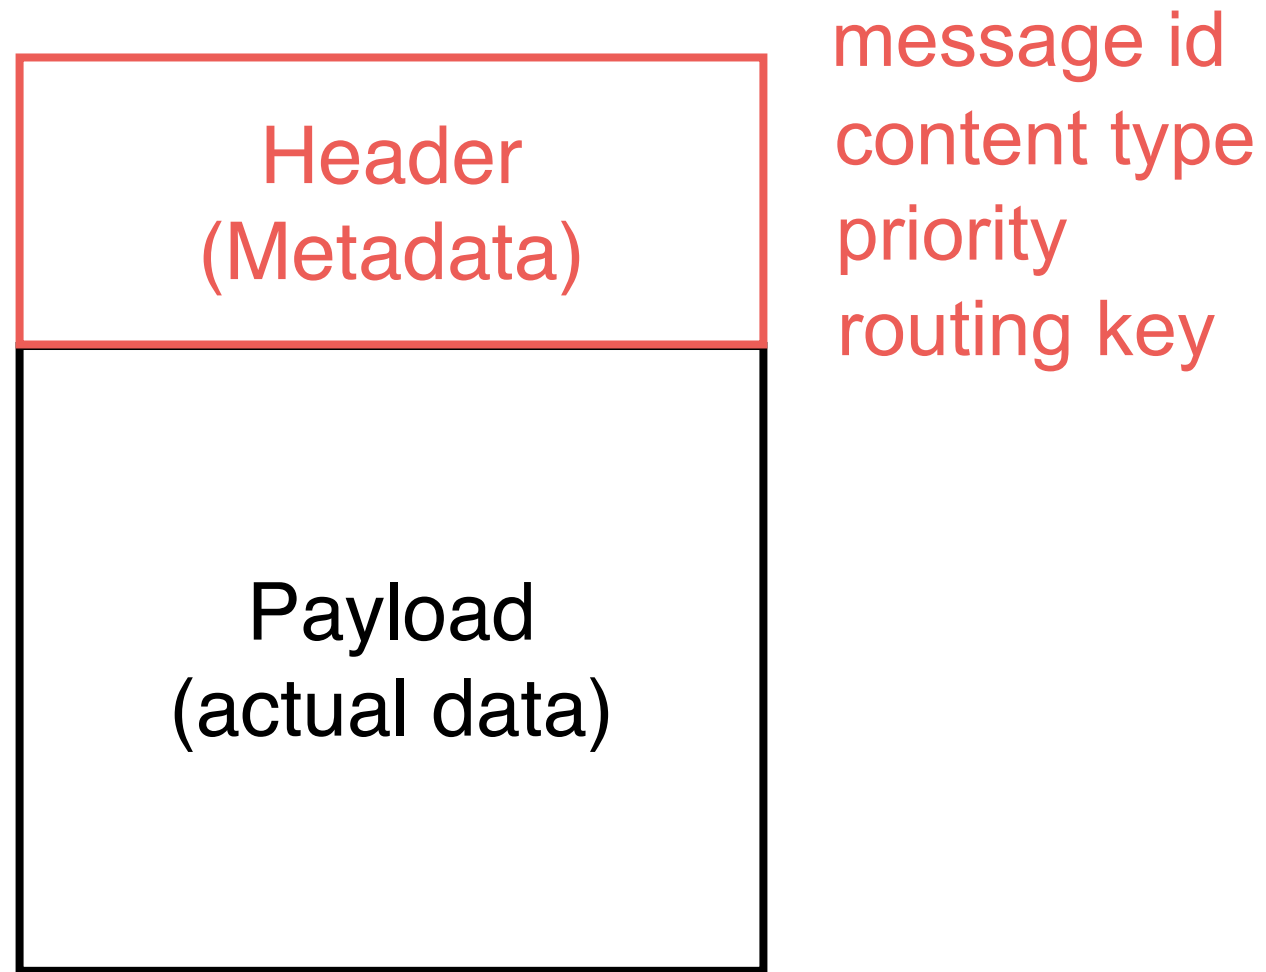 Header
(Metadata)
message id
content type
priority
routing key
Payload
(actual data)